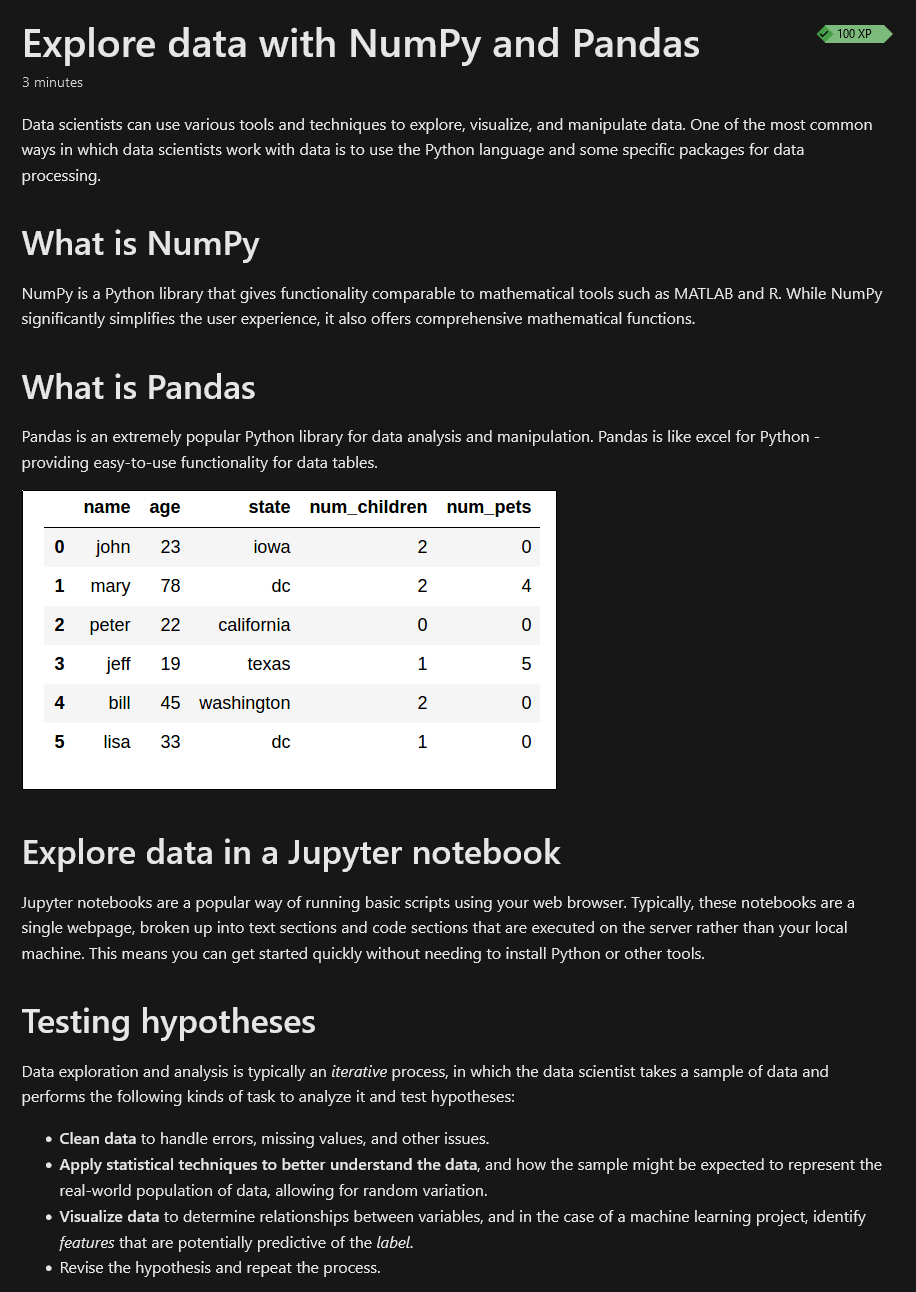 Explore data with NumPy and Pandas
100 XP
3 minutes
Data scientists can use various tools and techniques to explore, visualize, and manipulate data. One of the most common
ways in which data scientists work with data is to use the Python language and some specific packages for data
processing.
What is NumPy
NumPy is a Python library that gives functionality comparable to mathematical tools such as MATLAB and R. While NumPy
significantly simplifies the user experience, it also offers comprehensive mathematical functions.
What is Pandas
Pandas is an extremely popular Python library for data analysis and manipulation. Pandas is like excel for Python -
providing easy-to-use functionality for data tables.
name age state num_children num_pets
0 john 23 iowa 2 0
1 mary 78 dc 2 4
2 peter 22 california 0 0
3 jeff 19 texas 1 5
4 bill 45 washington 2 0
5 lisa 33 dc 1 0
Explore data in a Jupyter notebook
Jupyter notebooks are a popular way of running basic scripts using your web browser. Typically, these notebooks are a
single webpage, broken up into text sections and code sections that are executed on the server rather than your local
machine. This means you can get started quickly without needing to install Python or other tools.
Testing hypotheses
Data exploration and analysis is typically an iterative process, in which the data scientist takes a sample of data and
performs the following kinds of task to analyze it and test hypotheses:
• Clean data to handle errors, missing values, and other issues.
• Apply statistical techniques to better understand the data, and how the sample might be expected to represent the
real-world population of data, allowing for random variation.
• Visualize data to determine relationships between variables, and in the case of a machine learning project, identify
features that are potentially predictive of the label.
• Revise the hypothesis and repeat the process.